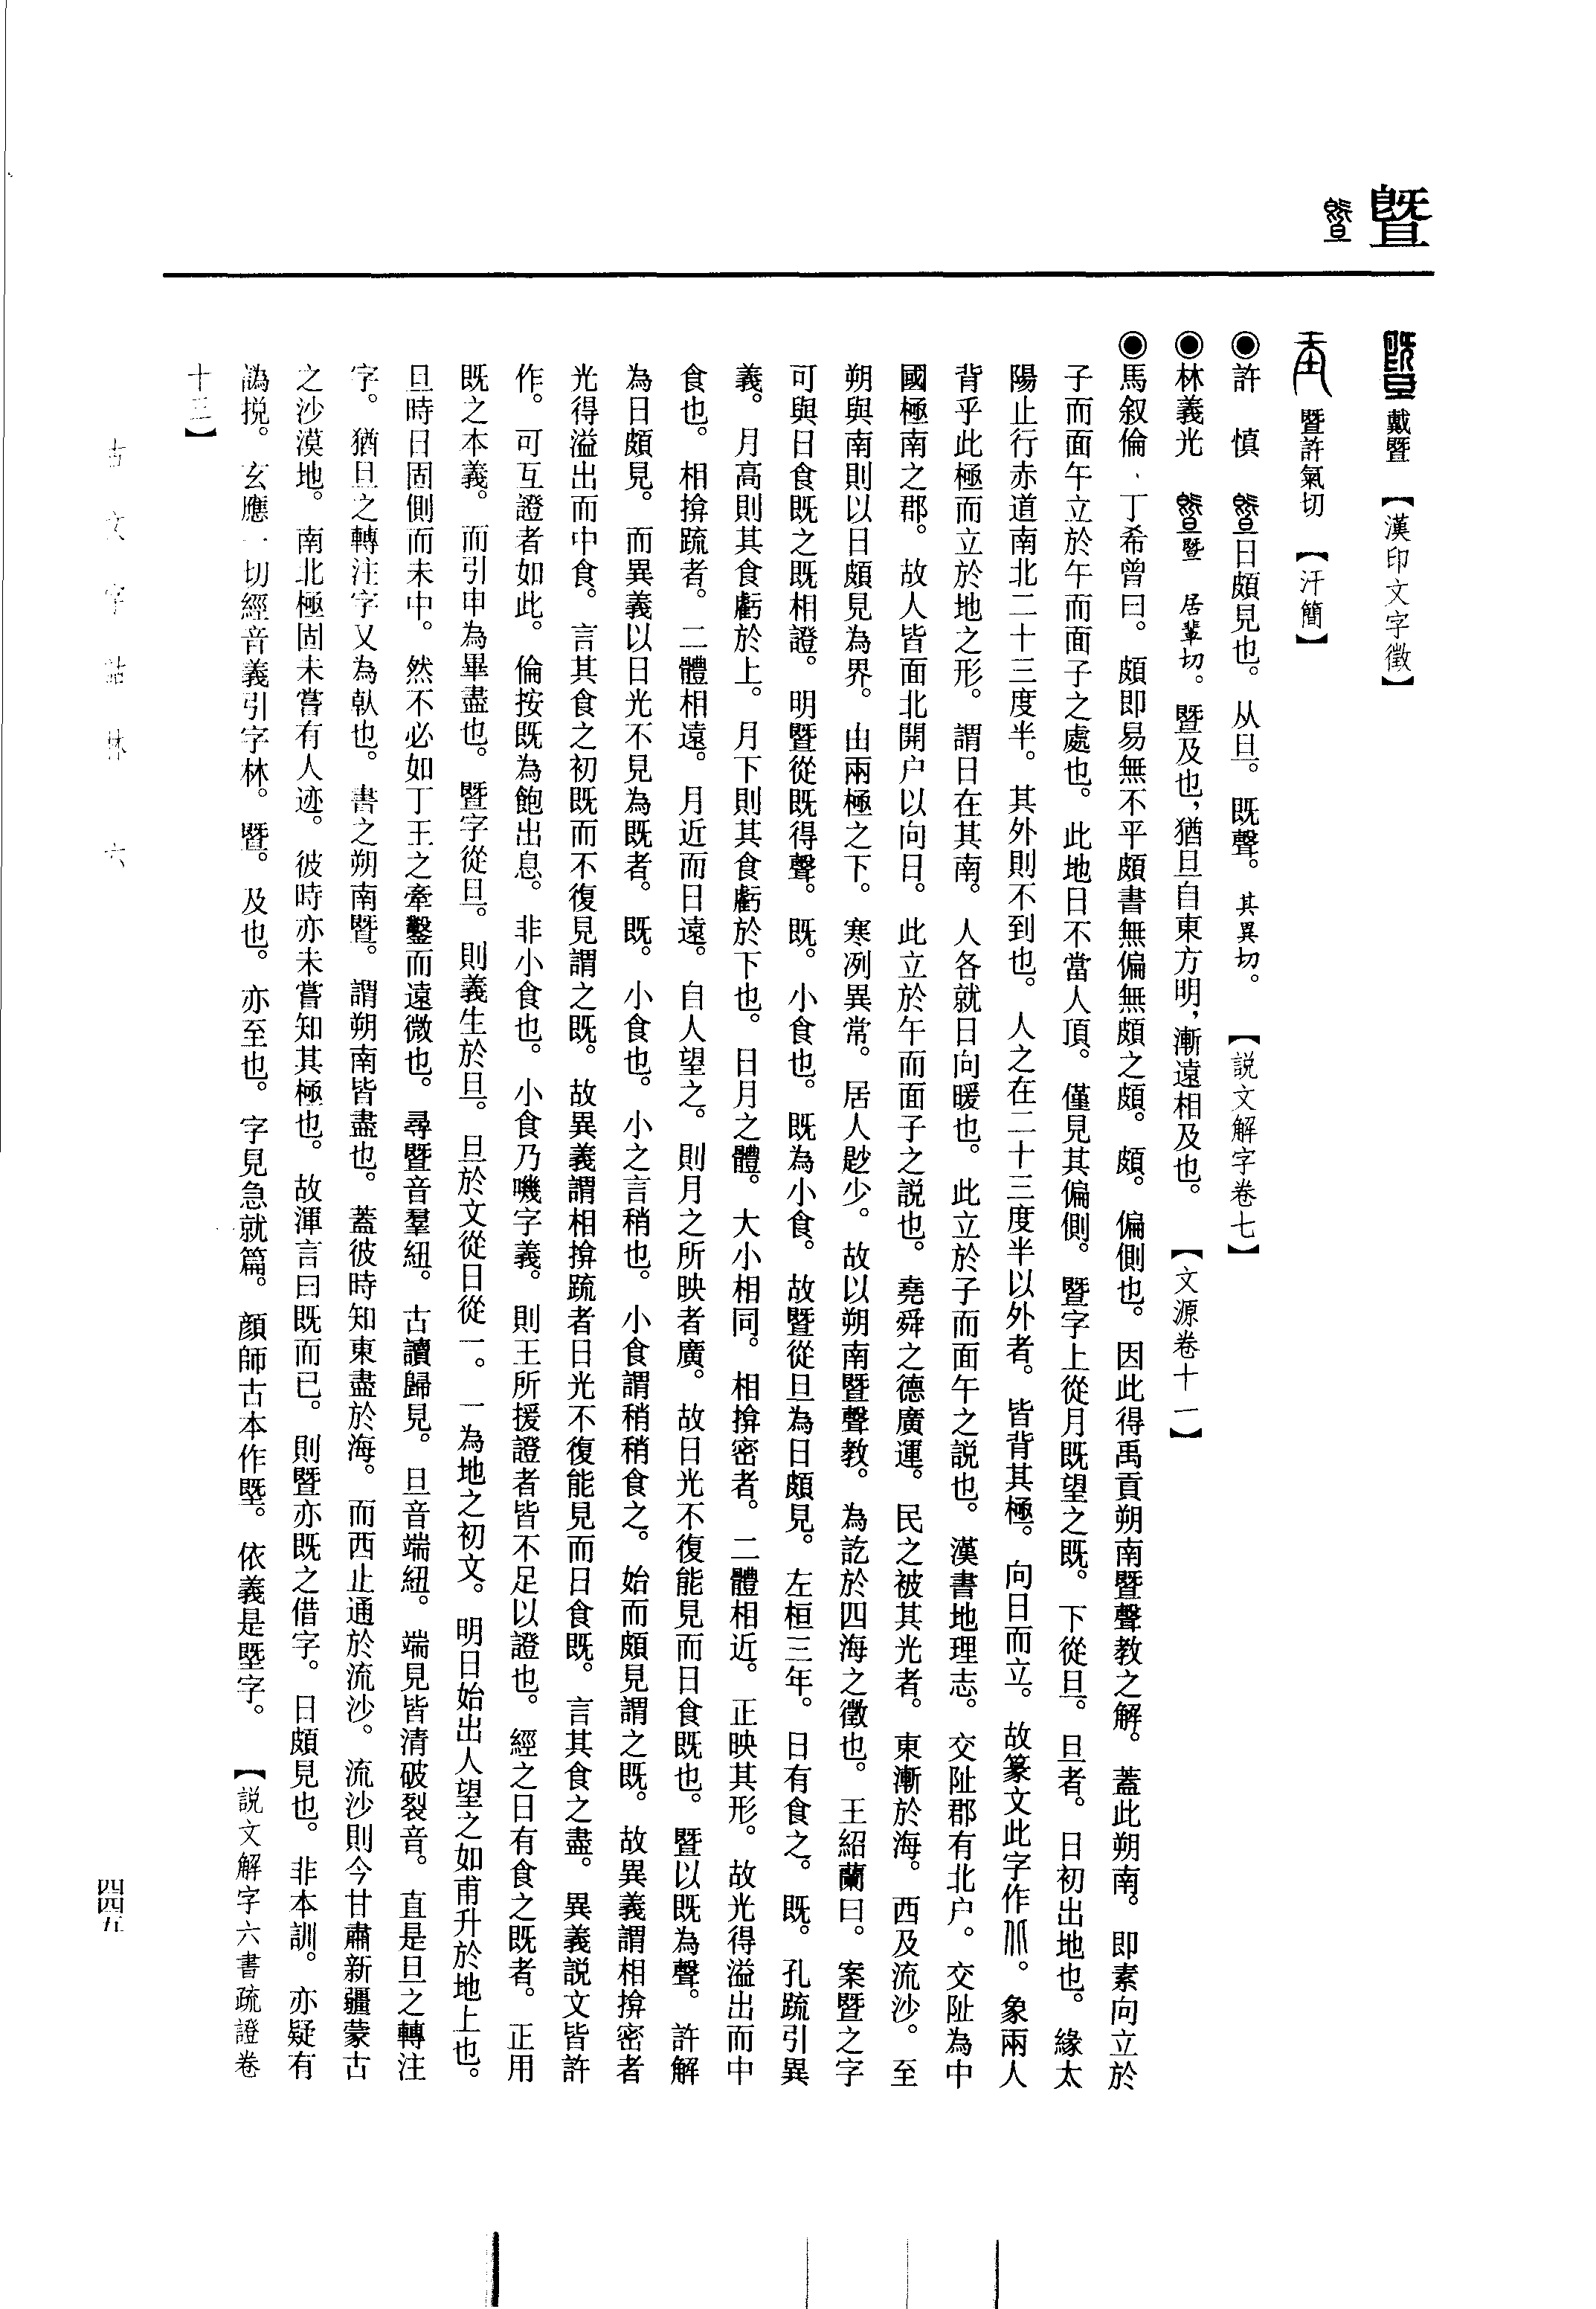 暨
戴暨 【漢印文字徵】
暨許氣切 【汗簡】
◉許 慎 日頗見也。从旦。既聲。其異切。 【説文解字卷七】
◉林義光 暨 居鞏切。暨及也，猶旦自東方明，漸遠相及也。 【文源卷十一】
◉馬叙倫 丁希曾曰。頗即易無不平頗書無偏無頗之頗。頗。偏側也。因此得禹貢朔南暨聲教之解。蓋此朔南。即素向立於
子而面午立於午而面子之處也。此地日不當人頂。僅見其偏側。暨字上從月既望之既。下從旦。旦者。日初出地也。緣太
陽止行赤道南北二十三度半。其外則不到也。人之在二十三度半以外者。皆背其極。向日而立。故篆文此字作。象兩人
背乎此極而立於地之形。謂日在其南。人各就日向暖也。此立於子而面午之説也。漢書地理志。交阯郡有北户。交阯為中
國極南之郡。故人皆面北開户以向日。此立於午而面子之説也。堯舜之德廣運。民之被其光者。東漸於海。西及流沙。至
朔與南則以日頗見為界。由兩極之下。寒冽異常。居人尟少。故以朔南暨聲教。為訖於四海之徵也。王紹蘭曰。案暨之字
可與日食既之既相證。明暨從既得聲。既。小食也。既為小食。故暨從旦為日頗見。左桓三年。日有食之。既。孔疏引異
義。月高則其食虧於上。月下則其食虧於下也。日月之體。大小相同。相揜密者。二體相近。正映其形。故光得溢出而中
食也。相揜疏者。二體相遠。月近而日遠。自人望之。則月之所映者廣。故日光不復能見而日食既也。暨以既為聲。許解
為日頗見。而異義以日光不見為既者。既。小食也。小之言稍也。小食謂稍稍食之。始而頗見謂之既。故異義謂相揜密者
光得溢出而中食。言其食之初既而不復見謂之既。故異義謂相揜疏者日光不復能見而日食既。言其食之盡。異義説文皆許
作。可互證者如此。倫按既為飽出息。非小食也。小食乃嘰字義。則王所援證者皆不足以證也。經之日有食之既者。正用
既之本義。而引申為畢盡也。暨字從旦。則義生於旦。旦於文從日從一。一為地之初文。明日始出人望之如甫升於地上也。
旦時日固側而未中。然不必如丁王之牽鑿而遠微也。尋暨音羣紐。古讀歸見。旦音端紐。端見皆清破裂音。直是旦之轉注
字。猶旦之轉注字又為倝也。書之朔南暨。謂朔南皆盡也。蓋彼時知東盡於海。而西止通於流沙。流沙則今甘肅新疆蒙古
之沙漠地。南北極固未嘗有人迹。彼時亦未嘗知其極也。故渾言曰既而已。則暨亦既之借字。日頗見也。非本訓。亦疑有
譌挩。玄應一切經音義引字林。暨。及也。亦至也。字見急就篇。顔師古本作塈。依義是塈字。 【説文解字六書疏證卷
十三】
古文字詁林 六
四四五